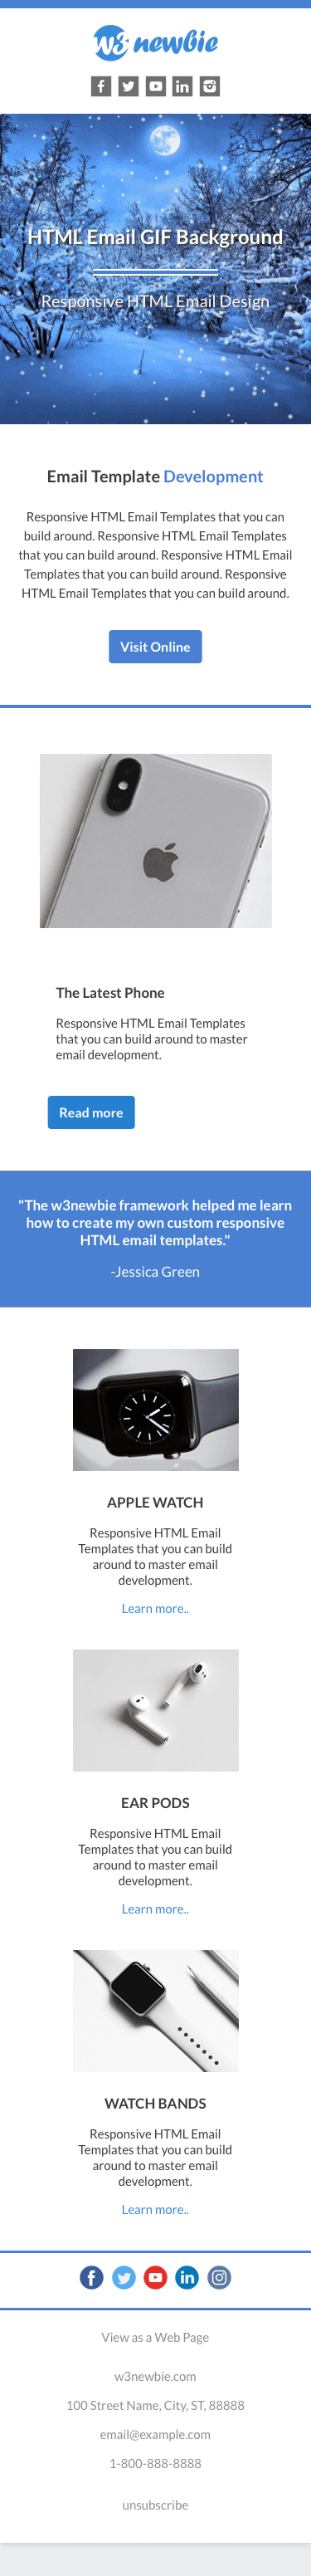 w3 newbie
HTML Email GIF Background
Responsive HTML Email Design
Email Template Development
Responsive HTML Email Templates that you can
build around. Responsive HTML Email Templates
that you can build around. Responsive HTML Email
Templates that you can build around. Responsive
HTML Email Templates that you can build around.
Visit Online
The Latest Phone
Responsive HTML Email Templates
that you can build around to master
email development.
Read more
"The w3newbie framework helped me learn
how to create my own custom responsive
HTML email templates."
-Jessica Green
APPLE WATCH
Responsive HTML Email
Templates that you can build
around to master email
development.
Learn more..
EAR PODS
Responsive HTML Email
Templates that you can build
around to master email
development.
Learn more..
WATCH BANDS
Responsive HTML Email
Templates that you can build
around to master email
development.
Learn more..
View as a Web Page
w3newbie.com
100 Street Name, City, ST, 88888
email@example.com
1-800-888-8888
unsubscribe